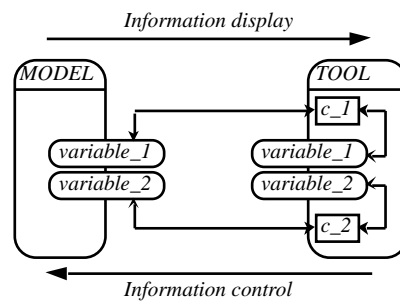 Information display
MODEL
TOOL
c_1
variable_1
variable_1
variable_2
variable_2
c_2
Information control